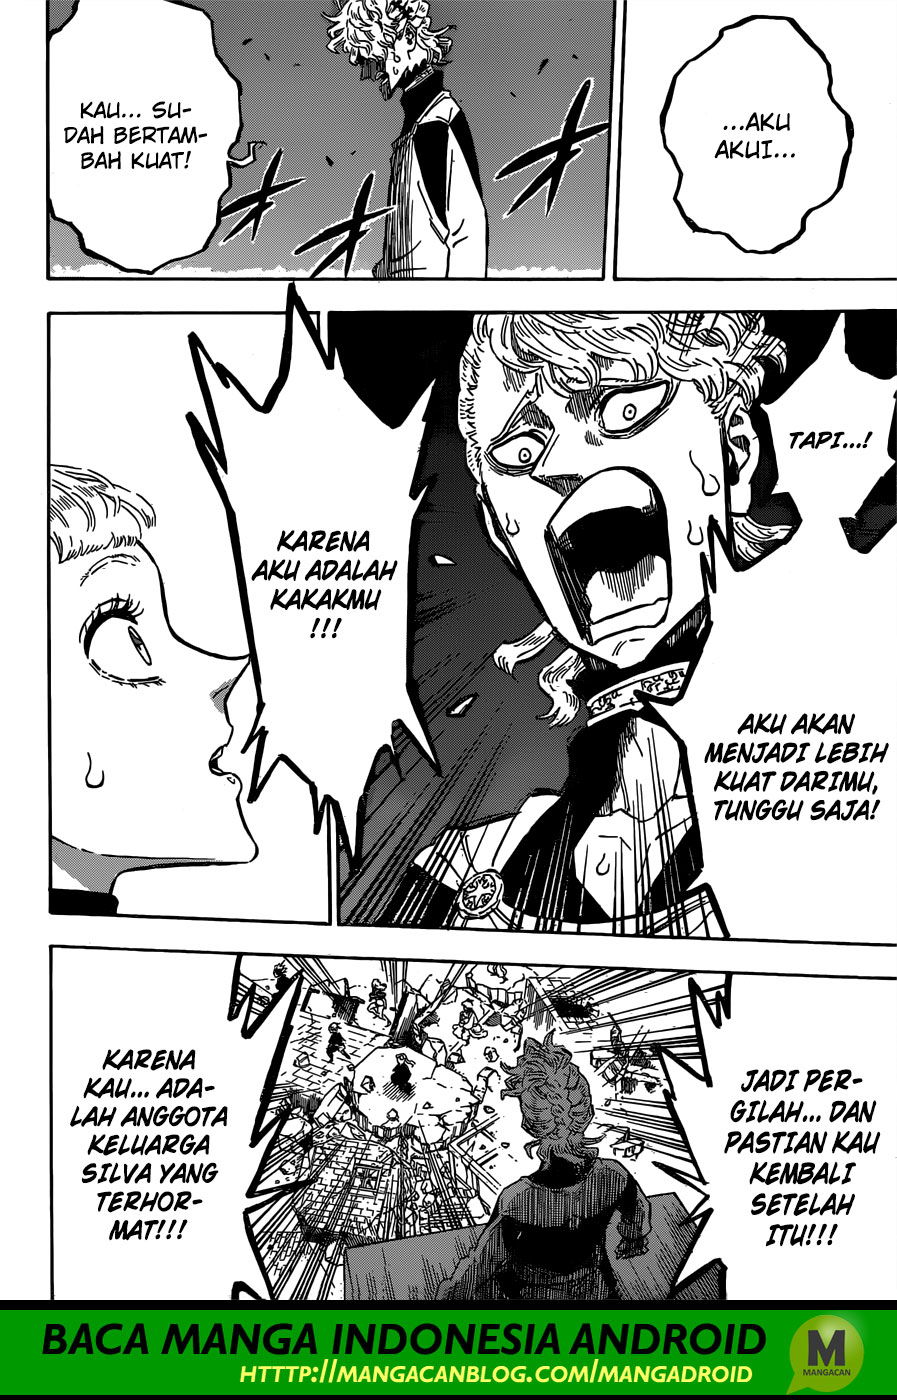 ...AKU
AKUI...
KAU... SU-
DAH BERTAM-
BAH KUAT!
TAPI...!
AKU AKAN
MENJADI LEBIH
KUAT DARIMU,
TUNGGU SAJA!
KARENA
AKU ADALAH
KAKAKMU
!!!
JADI PER-
GILAH... DAN
PASTIAN KAU
KEMBALI
SETELAH
ITU!!!
KARENA
KAU... ADA-
LAH ANGGOTA
KELUARGA
SILVA YANG
TERHOR-
MAT!!!
BACA MANGA INDONESIA ANDROID
HTTTP://MANGACANBLOG.COM/MANGADROID
M
MANGACAN